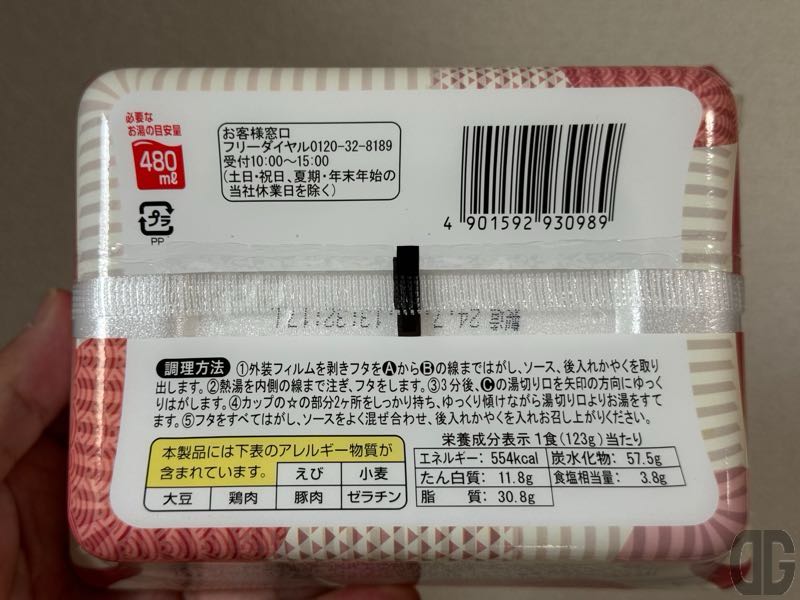 必要な
お湯の目安量
480
mℓ
お客様窓口
フリーダイヤル0120-32-8189
受付10:00～15:00
(土日・祝日、夏期・年末年始の
当社休業日を除く)
4 901592 930989
プラ
PP
製造 24.7. .13:32:17L
調理方法 ①外装フィルムを剥きフタをAからBの線まではがし、ソース、後入れかやくを取り
出します。②熱湯を内側の線まで注ぎ、フタをします。③3分後、Cの湯切り口を矢印の方向にゆっく
りはがします。④カップの☆の部分2ヶ所をしっかり持ち、ゆっくり傾けながら湯切り口よりお湯をすて
ます。⑤フタをすべてはがし、ソースをよく混ぜ合わせ、後入れかやくを入れお召し上がりください。
本製品には下表のアレルギー物質が
含まれています。 えび 小麦
大豆 鶏肉 豚肉 ゼラチン
栄養成分表示 1食(123g)当たり
エネルギー: 554kcal 炭水化物: 57.5g
たん白質: 11.8g 食塩相当量: 3.8g
脂 質: 30.8g
DG